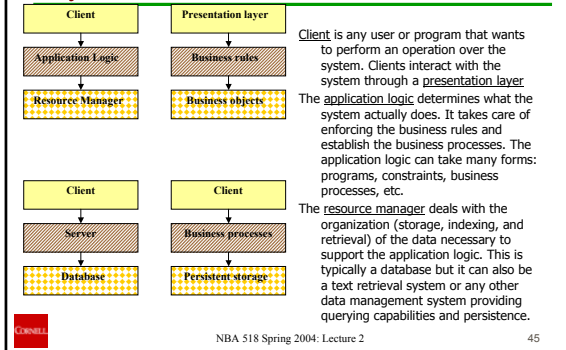 Client
Presentation layer
Application Logic
Business rules
Resource Manager
Business objects
Client
Client
Server
Business processes
Database
Persistent storage
Client is any user or program that wants
to perform an operation over the
system. Clients interact with the
system through a presentation layer
The application logic determines what the
system actually does. It takes care of
enforcing the business rules and
establish the business processes. The
application logic can take many forms:
programs, constraints, business
processes, etc.
The resource manager deals with the
organization (storage, indexing, and
retrieval) of the data necessary to
support the application logic. This is
typically a database but it can also be
a text retrieval system or any other
data management system providing
querying capabilities and persistence.
CORNELL
NBA 518 Spring 2004: Lecture 2
45